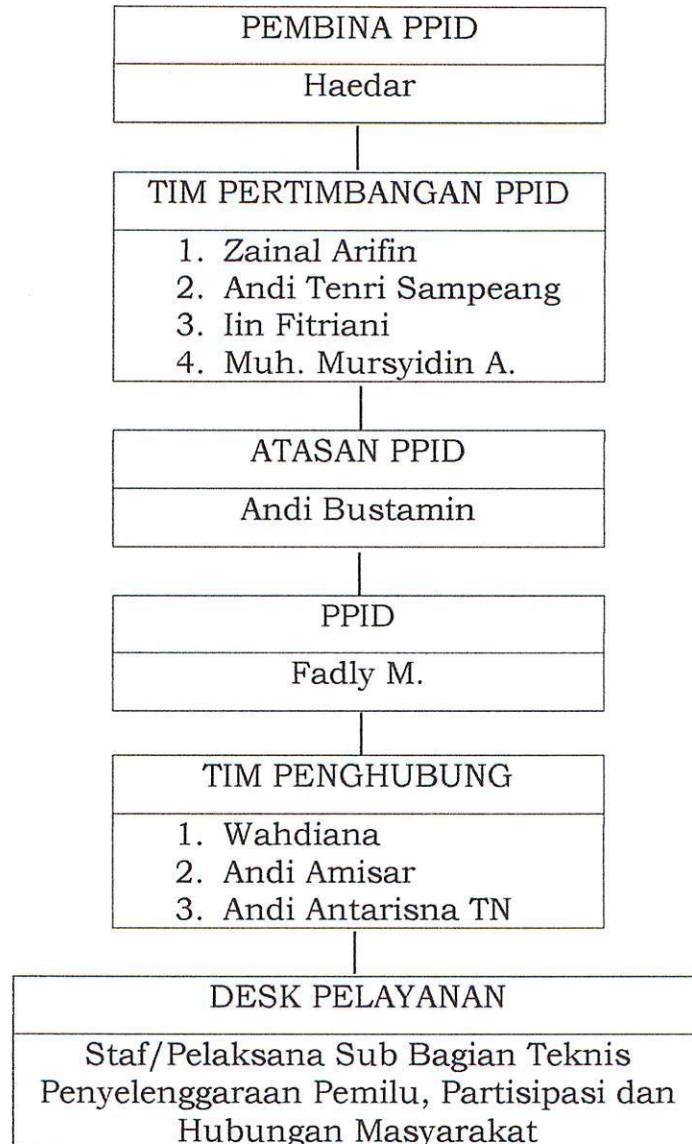 PEMBINA PPID
Haedar
TIM PERTIMBANGAN PPID
1. Zainal Arifin
2. Andi Tenri Sampeang
3. Iin Fitriani
4. Muh. Mursyidin A.
ATASAN PPID
Andi Bustamin
PPID
Fadly M.
TIM PENGHUBUNG
1. Wahdiana
2. Andi Amisar
3. Andi Antarisna TN
DESK PELAYANAN
Staf/Pelaksana Sub Bagian Teknis
Penyelenggaraan Pemilu, Partisipasi dan
Hubungan Masyarakat